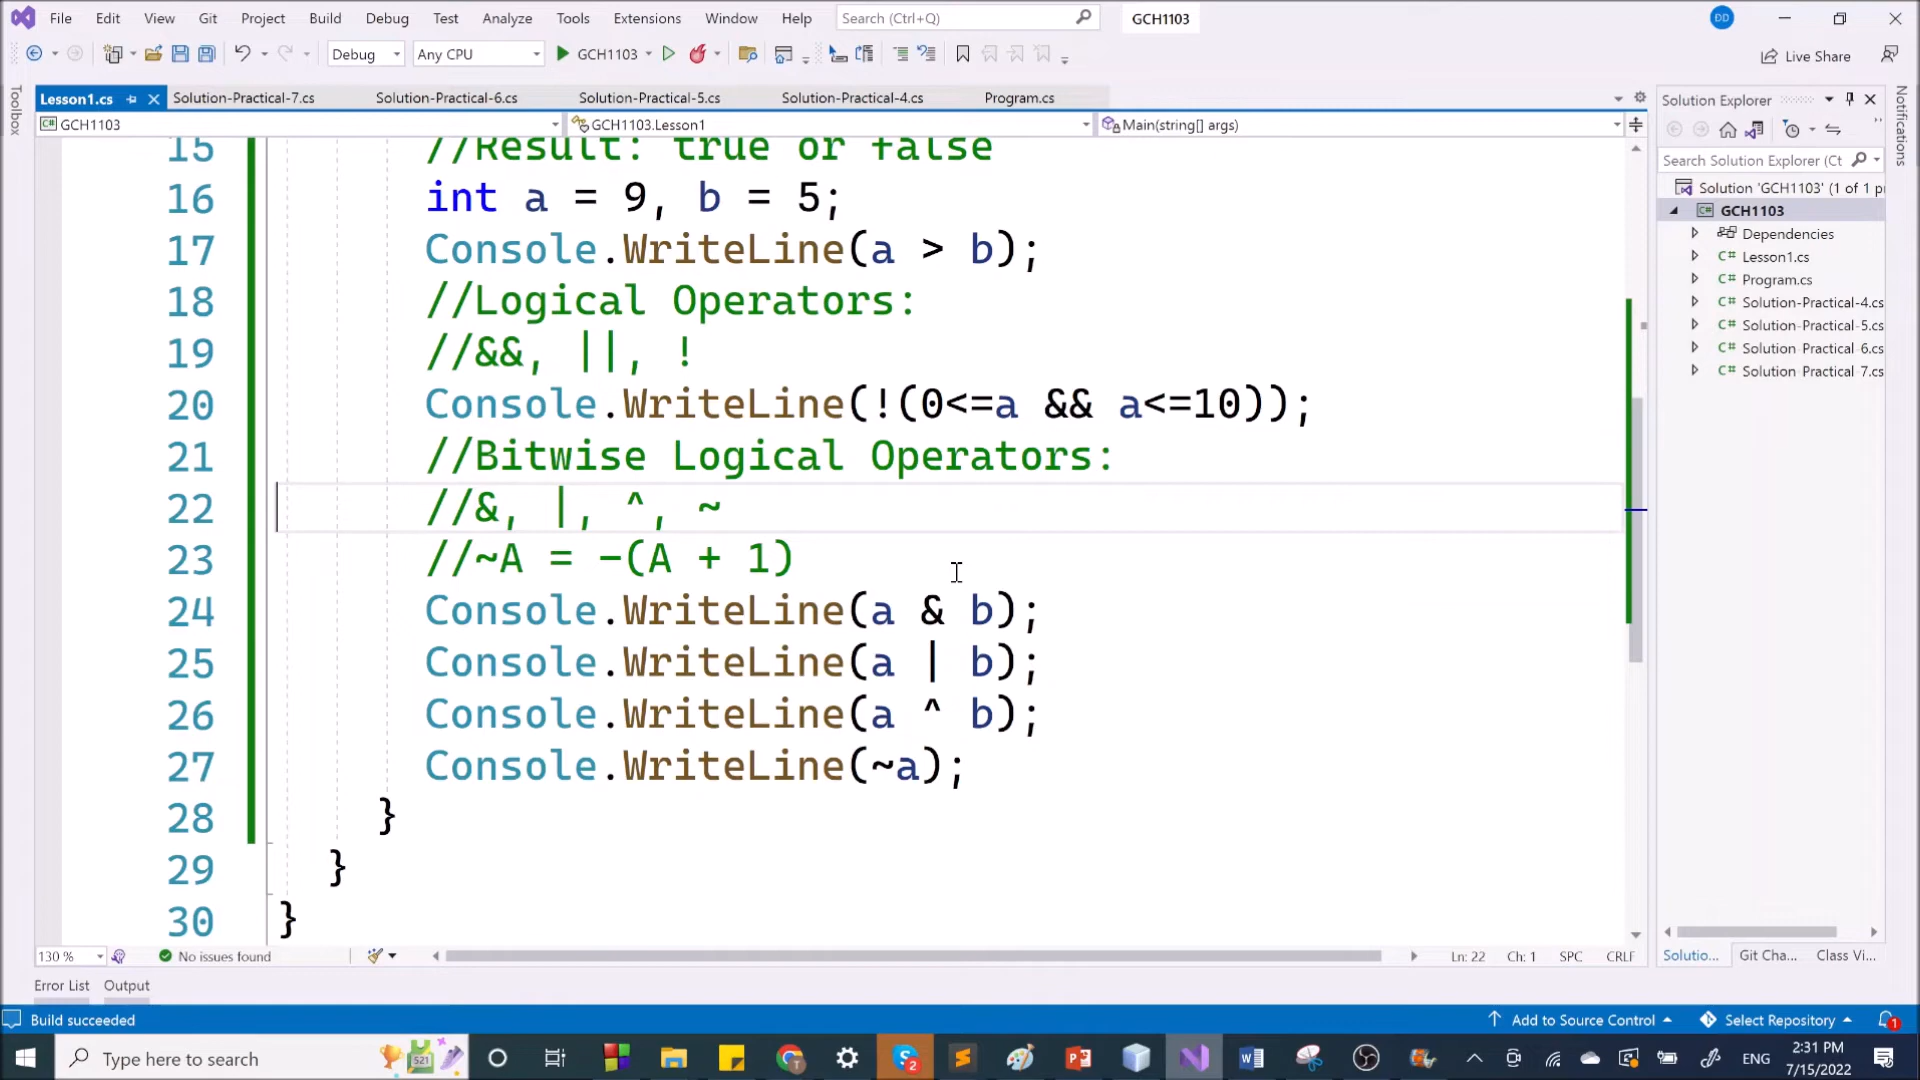 File Edit View Git Project Build Debug Test Analyze Tools Extensions Window Help Search (Ctrl+Q) GCH1103 ĐD
Debug Any CPU GCH1103 Live Share
Toolbox
Lesson1.cs Solution-Practical-7.cs Solution-Practical-6.cs Solution-Practical-5.cs Solution-Practical-4.cs Program.cs
GCH1103 GCH1103.Lesson1 Main(string[] args)
15 //Result: true or false
16 int a = 9, b = 5;
17 Console.WriteLine(a > b);
18 //Logical Operators:
19 //&&, ||, !
20 Console.WriteLine(!(0<=a && a<=10));
21 //Bitwise Logical Operators:
22 //&, |, ^, ~
23 //~A = -(A + 1)
24 Console.WriteLine(a & b);
25 Console.WriteLine(a | b);
26 Console.WriteLine(a ^ b);
27 Console.WriteLine(~a);
28 }
29 }
30 }
130 % No issues found Ln: 22 Ch: 1 SPC CRLF
Solution Explorer
Search Solution Explorer (Ct
Solution 'GCH1103' (1 of 1 p
GCH1103
Dependencies
C# Lesson1.cs
C# Program.cs
C# Solution-Practical-4.cs
C# Solution-Practical-5.cs
C# Solution-Practical-6.cs
C# Solution-Practical-7.cs
Solutio... Git Cha... Class Vi...
Notifications
Error List Output
Build succeeded Add to Source Control Select Repository 1
Type here to search 521 2 ENG 2:31 PM
7/15/2022